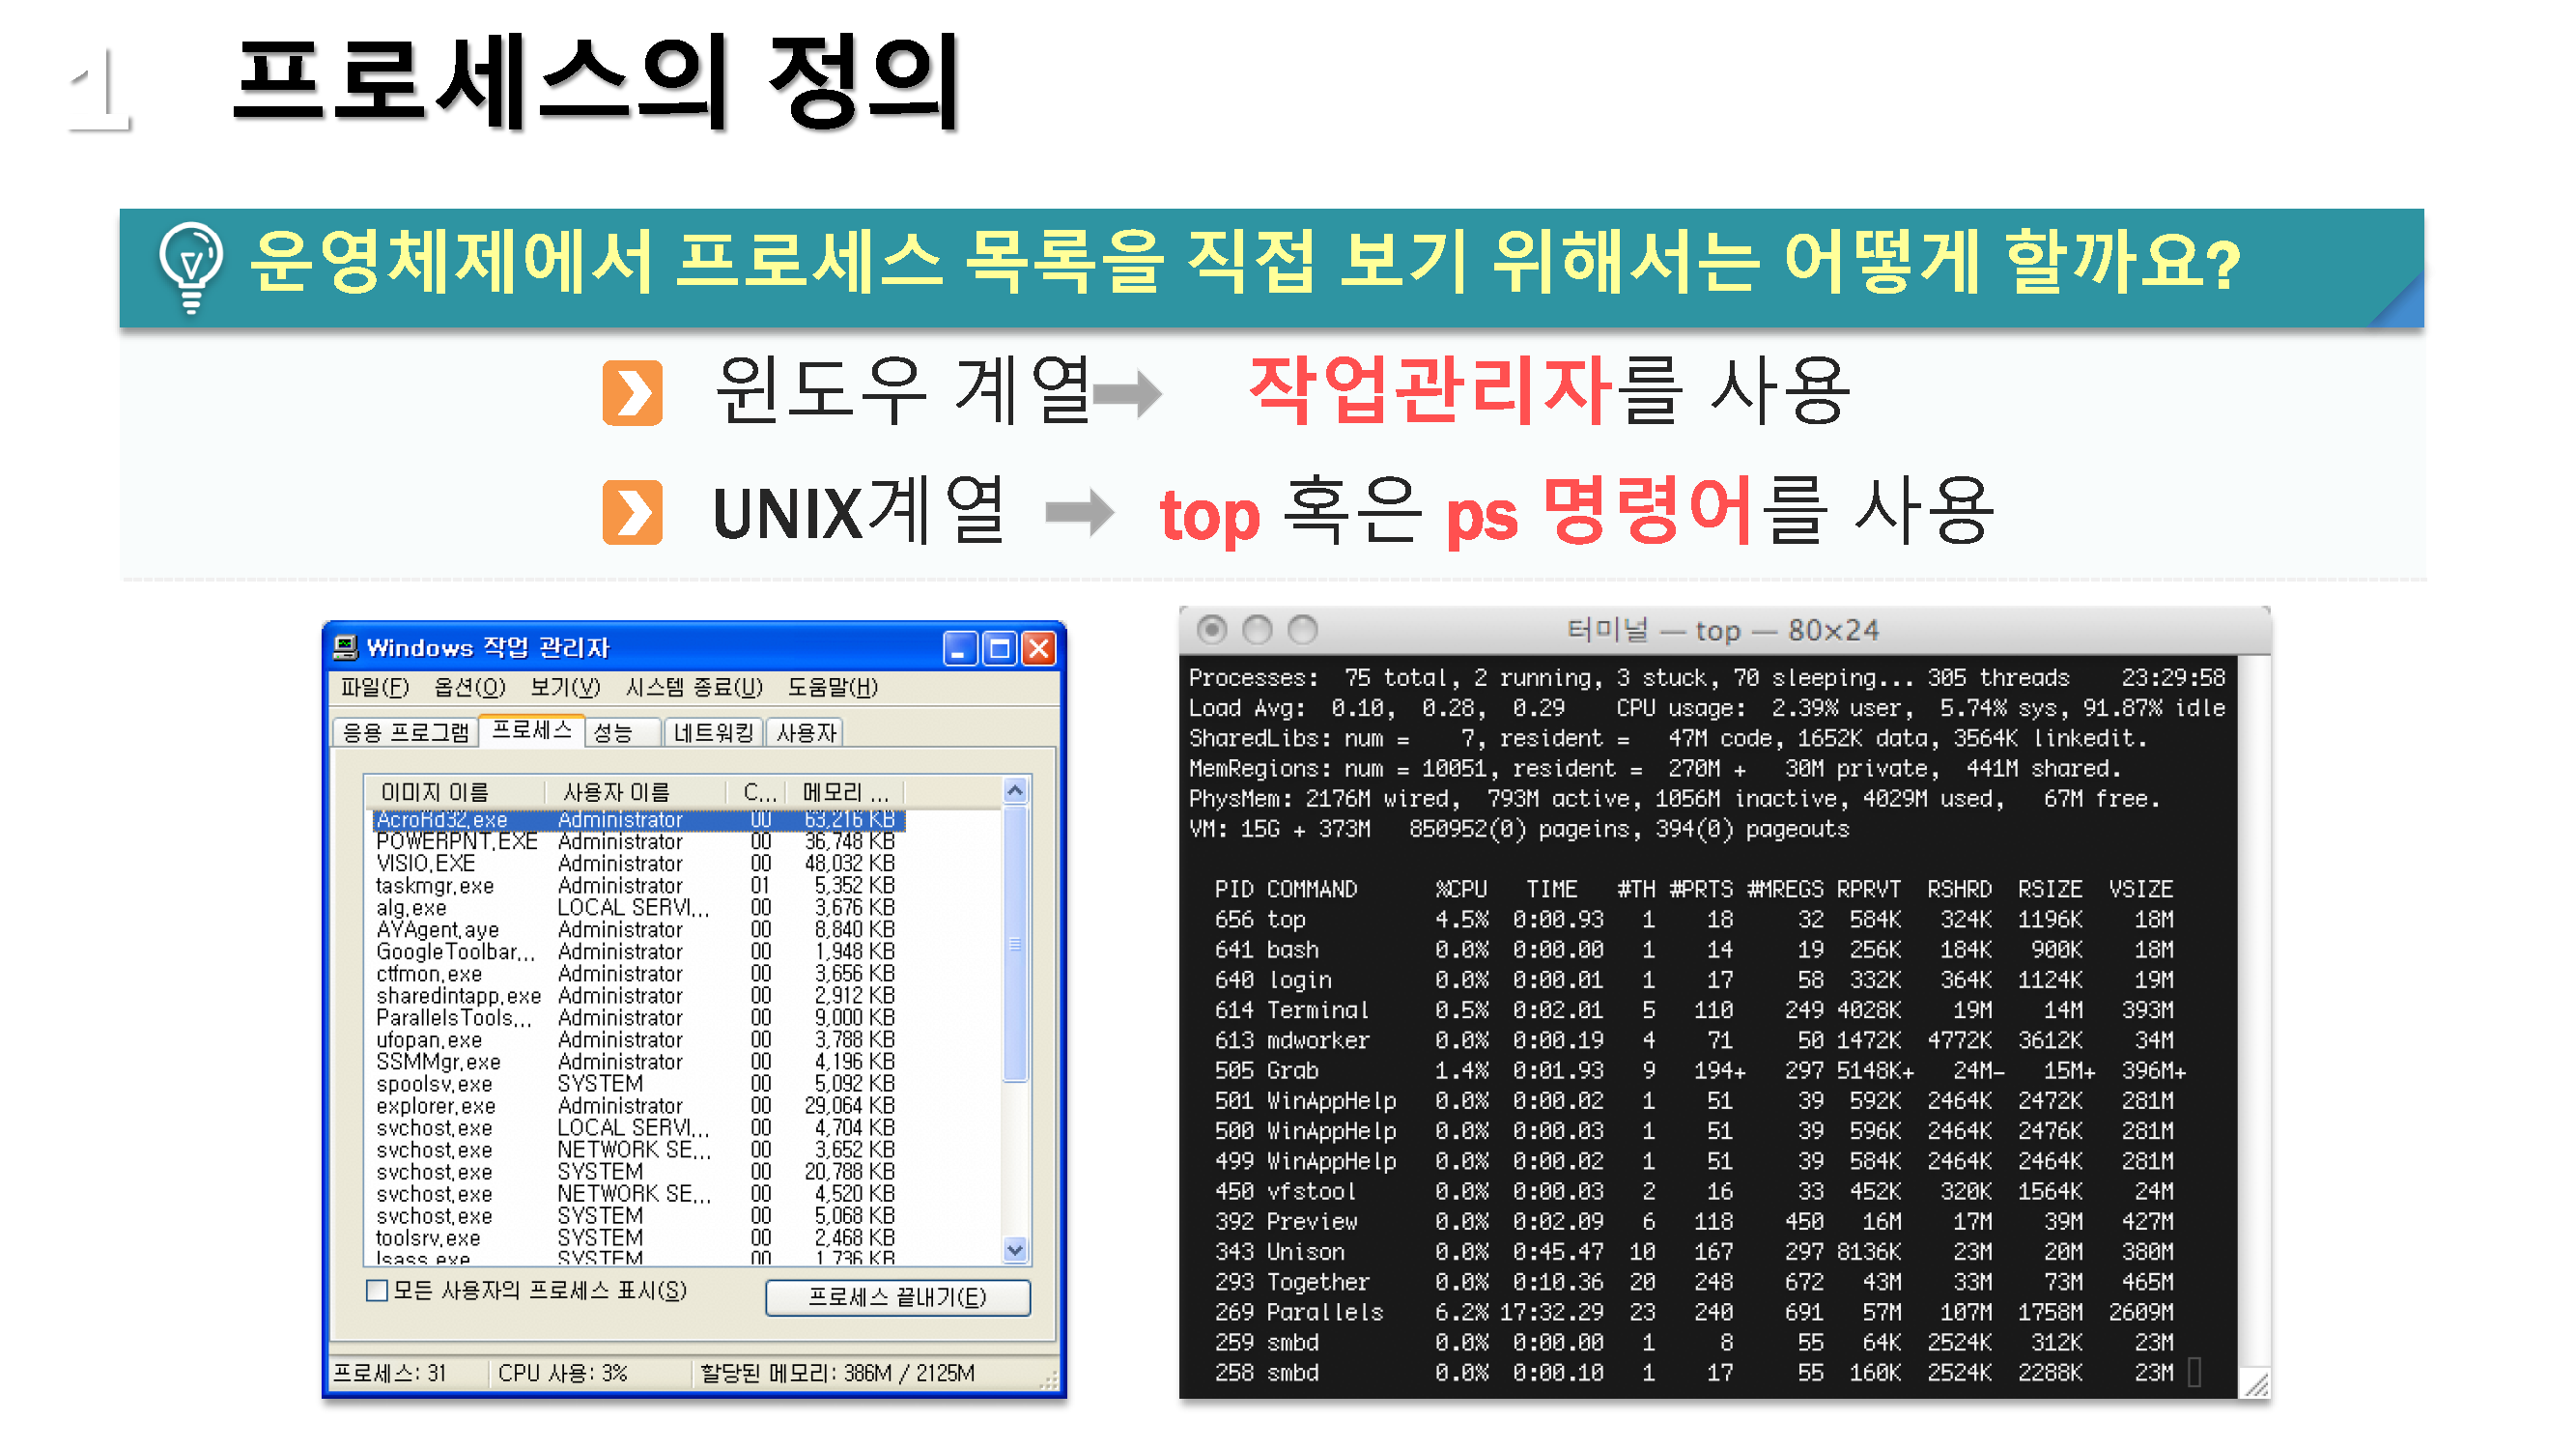 1 프로세스의 정의
운영체제에서 프로세스 목록을 직접 보기 위해서는 어떻게 할까요?
윈도우 계열 작업관리자를 사용
UNIX계열 top 혹은 ps 명령어를 사용
Windows 작업 관리자
파일(F) 옵션(O) 보기(V) 시스템 종료(U) 도움말(H)
응용 프로그램 프로세스 성능 네트워킹 사용자
이미지 이름 사용자 이름 C... 메모리 ...
AcroRd32.exe Administrator 00 63,216 KB
POWERPNT.EXE Administrator 00 36,748 KB
VISIO.EXE Administrator 00 48,032 KB
taskmgr.exe Administrator 01 5,352 KB
alg.exe LOCAL SERVI... 00 3,676 KB
AYAgent.aye Administrator 00 8,840 KB
GoogleToolbar... Administrator 00 1,948 KB
ctfmon.exe Administrator 00 3,656 KB
sharedintapp.exe Administrator 00 2,912 KB
ParallelsTools... Administrator 00 9,000 KB
ufopan.exe Administrator 00 3,788 KB
SSMMgr.exe Administrator 00 4,196 KB
spoolsv.exe SYSTEM 00 5,092 KB
explorer.exe Administrator 00 29,064 KB
svchost.exe LOCAL SERVI... 00 4,704 KB
svchost.exe NETWORK SE... 00 3,652 KB
svchost.exe SYSTEM 00 20,788 KB
svchost.exe NETWORK SE... 00 4,520 KB
svchost.exe SYSTEM 00 5,068 KB
toolsrv.exe SYSTEM 00 2,468 KB
lsass.exe SYSTEM 00 1,736 KB
모든 사용자의 프로세스 표시(S) 프로세스 끝내기(E)
프로세스: 31 CPU 사용: 3% 할당된 메모리: 386M / 2125M
터미널 — top — 80×24
Processes: 75 total, 2 running, 3 stuck, 70 sleeping... 305 threads 23:29:58
Load Avg: 0.10, 0.28, 0.29 CPU usage: 2.39% user, 5.74% sys, 91.87% idle
SharedLibs: num = 7, resident = 47M code, 1652K data, 3564K linkedit.
MemRegions: num = 10051, resident = 270M + 30M private, 441M shared.
PhysMem: 2176M wired, 793M active, 1056M inactive, 4029M used, 67M free.
VM: 15G + 373M 850952(0) pageins, 394(0) pageouts
PID COMMAND %CPU TIME #TH #PRTS #MREGS RPRVT RSHRD RSIZE VSIZE
656 top 4.5% 0:00.93 1 18 32 584K 324K 1196K 18M
641 bash 0.0% 0:00.00 1 14 19 256K 184K 900K 18M
640 login 0.0% 0:00.01 1 17 58 332K 364K 1124K 19M
614 Terminal 0.5% 0:02.01 5 110 249 4028K 19M 14M 393M
613 mdworker 0.0% 0:00.19 4 71 50 1472K 4772K 3612K 34M
505 Grab 1.4% 0:01.93 9 194+ 297 5148K+ 24M- 15M+ 396M+
501 WinAppHelp 0.0% 0:00.02 1 51 39 592K 2464K 2472K 281M
500 WinAppHelp 0.0% 0:00.03 1 51 39 596K 2464K 2476K 281M
499 WinAppHelp 0.0% 0:00.02 1 51 39 584K 2464K 2464K 281M
450 vfstool 0.0% 0:00.03 2 16 33 452K 320K 1564K 24M
392 Preview 0.0% 0:02.09 6 118 450 16M 17M 39M 427M
343 Unison 0.0% 0:45.47 10 167 297 8136K 23M 20M 380M
293 Together 0.0% 0:10.36 20 248 672 43M 33M 73M 465M
269 Parallels 6.2% 17:32.29 23 240 691 57M 107M 1758M 2609M
259 smbd 0.0% 0:00.00 1 8 55 64K 2524K 312K 23M
258 smbd 0.0% 0:00.10 1 17 55 160K 2524K 2288K 23M